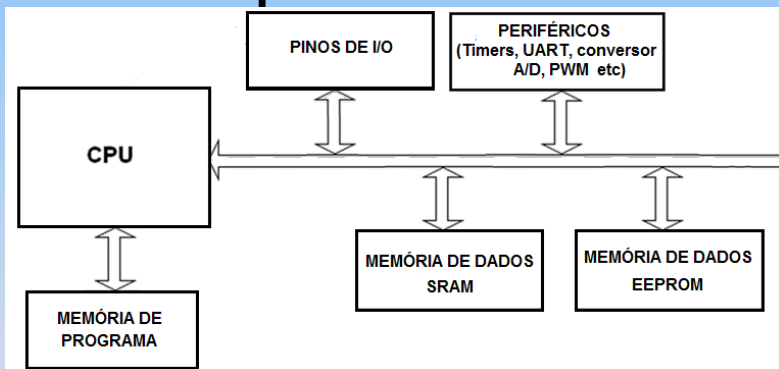 PINOS DE I/O
PERIFÉRICOS
(Timers, UART, conversor
A/D, PWM etc)
CPU
MEMÓRIA DE DADOS
SRAM
MEMÓRIA DE DADOS
EEPROM
MEMÓRIA DE
PROGRAMA